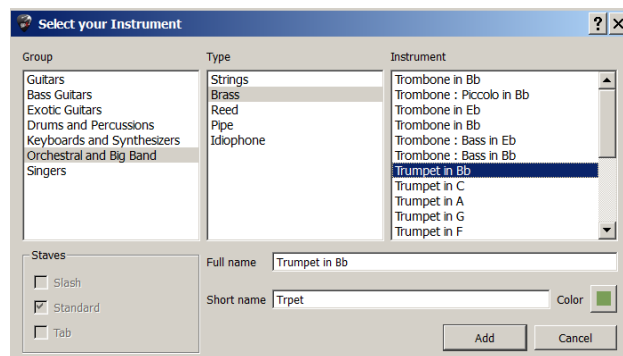 Select your Instrument
Group
Guitars
Bass Guitars
Exotic Guitars
Drums and Percussions
Keyboards and Synthesizers
Orchestral and Big Band
Singers
Type
Strings
Brass
Reed
Pipe
Idiophone
Instrument
Trombone in Bb
Trombone : Piccolo in Bb
Trombone in Eb
Trombone in Bb
Trombone : Bass in Eb
Trombone : Bass in Bb
Trumpet in Bb
Trumpet in C
Trumpet in A
Trumpet in G
Trumpet in F
Staves
Slash
Standard
Tab
Full name Trumpet in Bb
Short name Trpet Color
Add Cancel